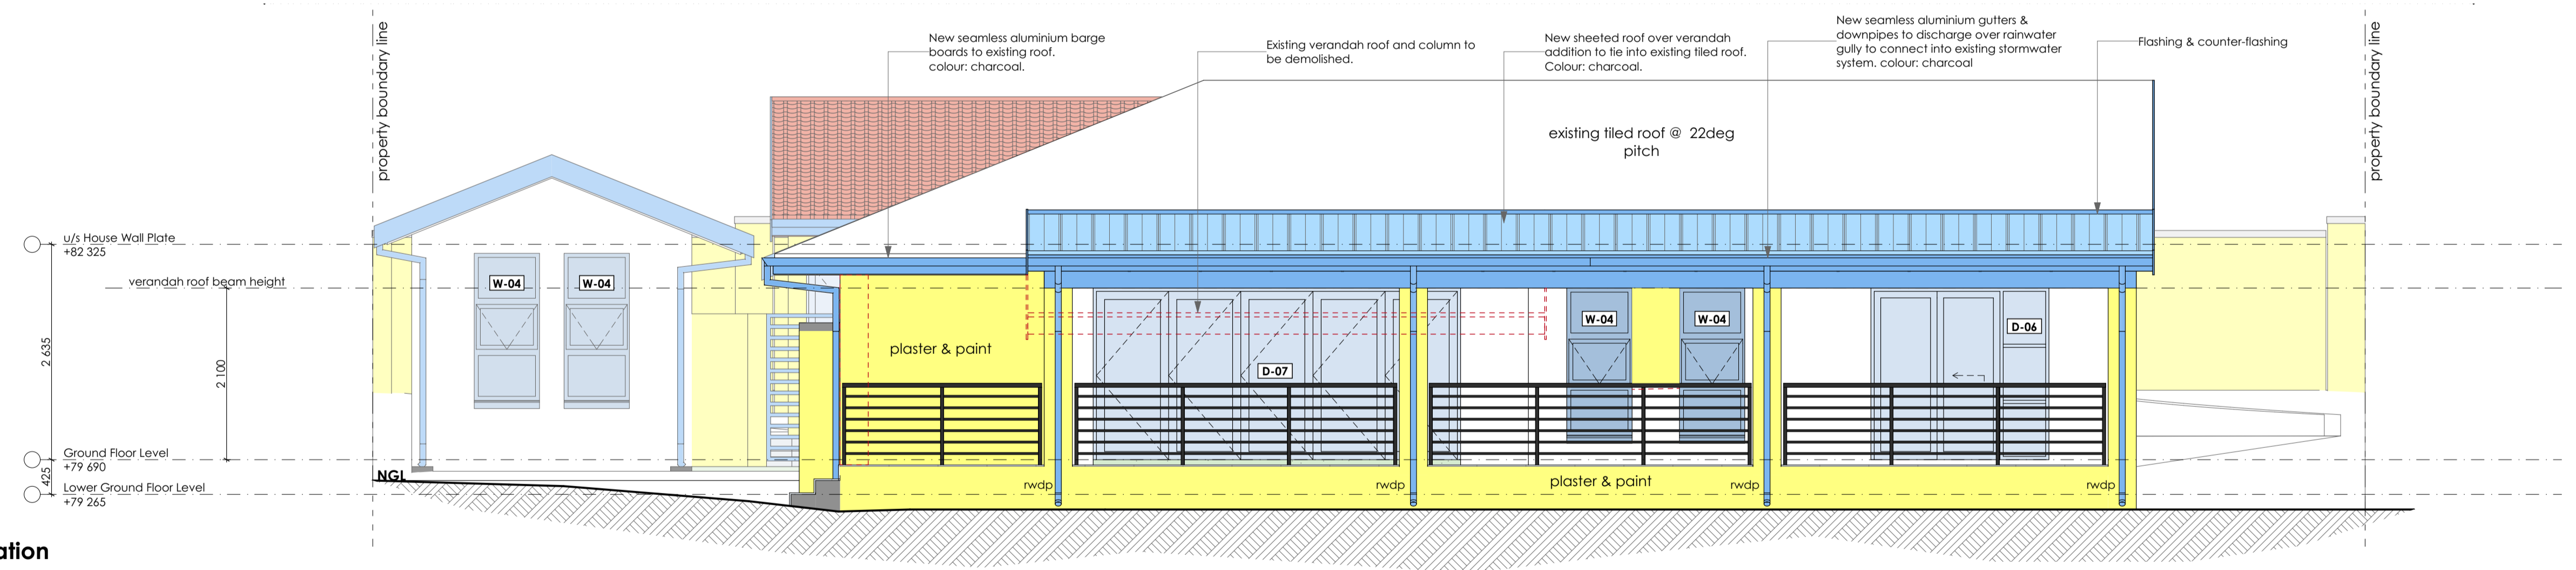 property boundary line
New seamless aluminium barge
boards to existing roof.
colour: charcoal.
Existing verandah roof and column to
be demolished.
New sheeted roof over verandah
addition to tie into existing tiled roof.
Colour: charcoal.
New seamless aluminium gutters &
downpipes to discharge over rainwater
gully to connect into existing stormwater
system. colour: charcoal
Flashing & counter-flashing
property boundary line
existing tiled roof @ 22deg
pitch
u/s House Wall Plate
+82 325
verandah roof beam height
W-04
W-04
W-04
W-04
D-06
plaster & paint
D-07
2 635
2 100
Ground Floor Level
+79 690
425
NGL
Lower Ground Floor Level
+79 265
rwdp
rwdp
plaster & paint
rwdp
rwdp
ation